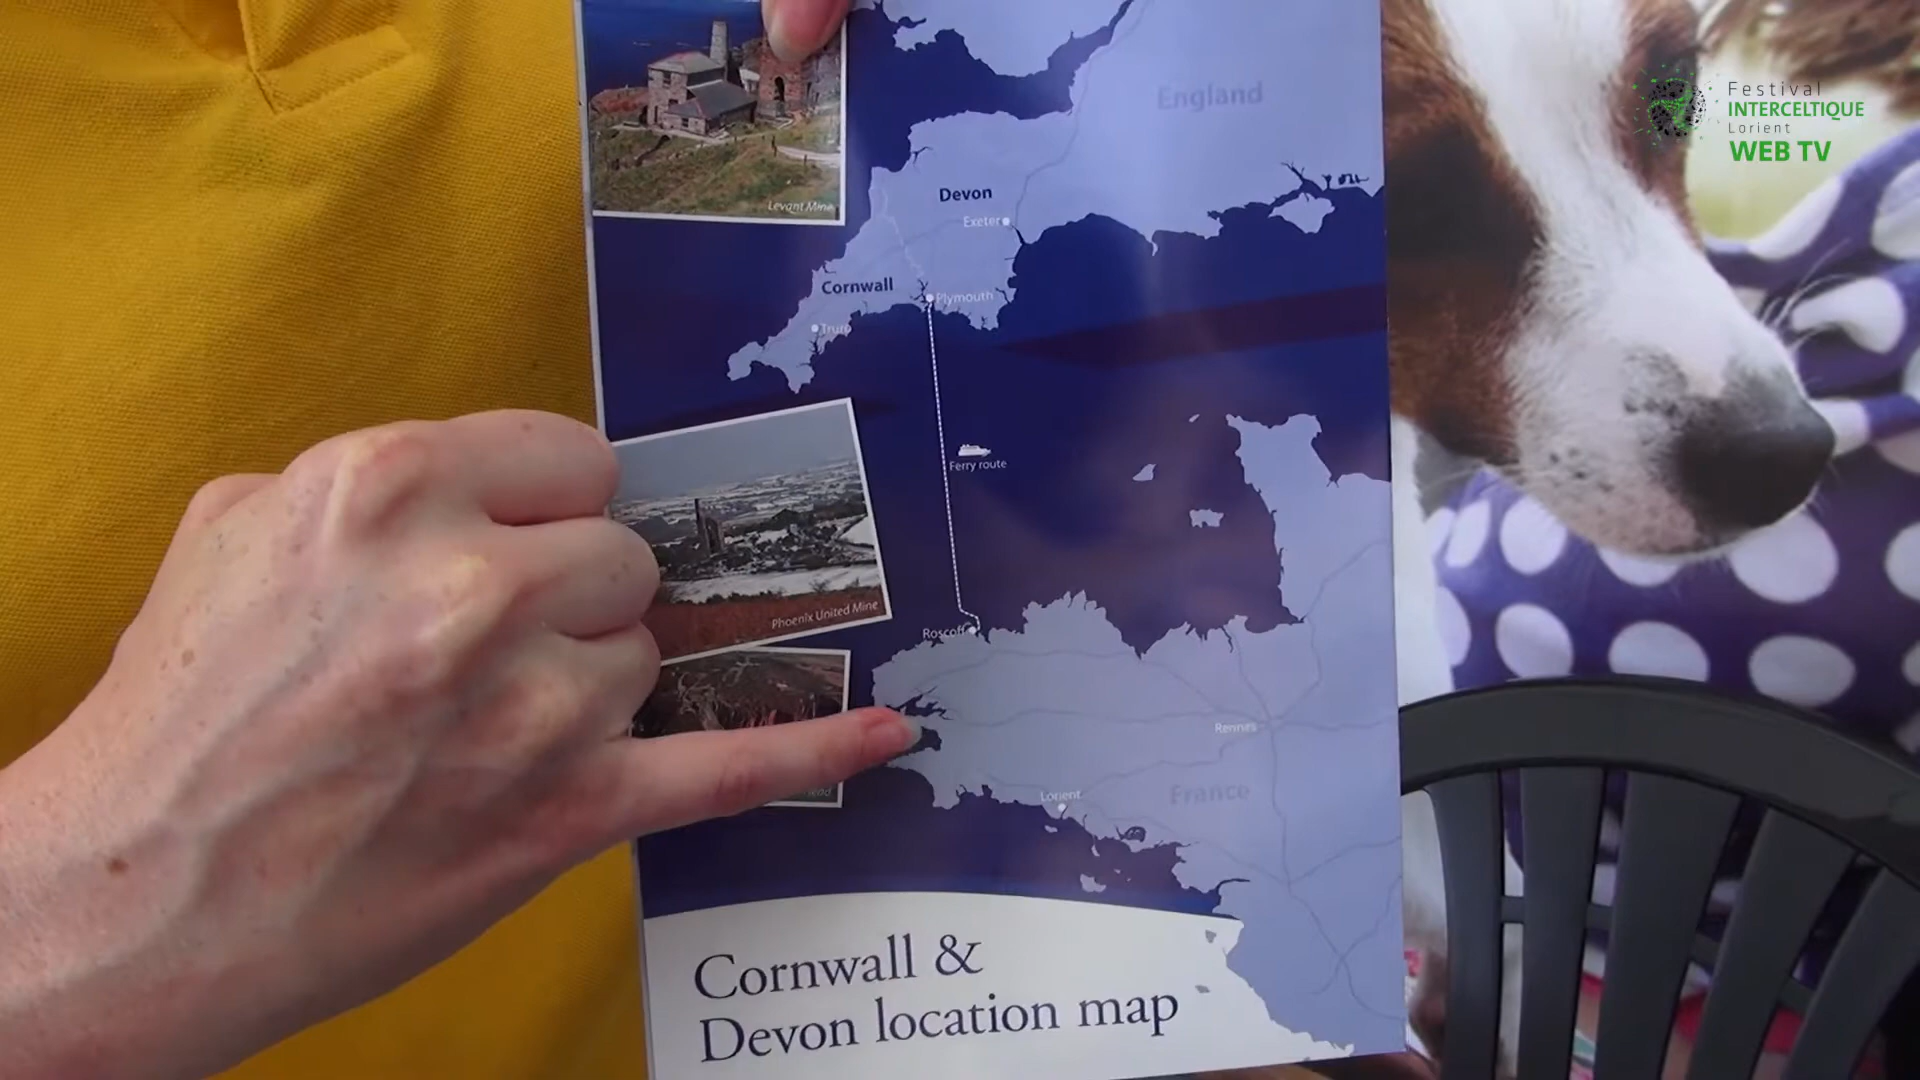 Festival
INTERCELTIQUE
Lorient
WEB TV
England
Levant Mine
Devon
Exeter
Cornwall
Plymouth
Truro
Ferry route
Phoenix United Mine
Roscoff
Rennes
Lorient
France
Cornwall &
Devon location map